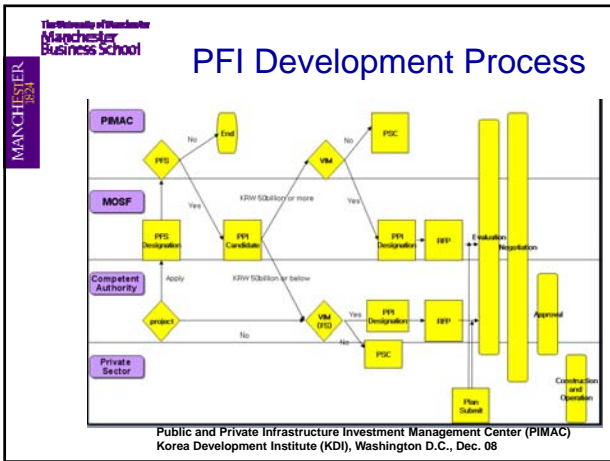 The University of Manchester
Manchester
Business School
MANCHESTER
1824
PFI Development Process
PIMAC
MOSF
Competent
Authority
Private
Sector
PFS
End
No
Yes
VIM
No
PSC
Yes
KRW 50billion or more
PFS
Designation
PPI
Candidate
PPI
Designation
RFP
Evaluation
Negotiation
Apply
KRW 50billion or below
project
No
VIM
(FS)
Yes
No
PPI
Designation
RFP
PSC
Approval
Plan
Submit
Construction
and
Operation
Public and Private Infrastructure Investment Management Center (PIMAC)
Korea Development Institute (KDI), Washington D.C., Dec. 08